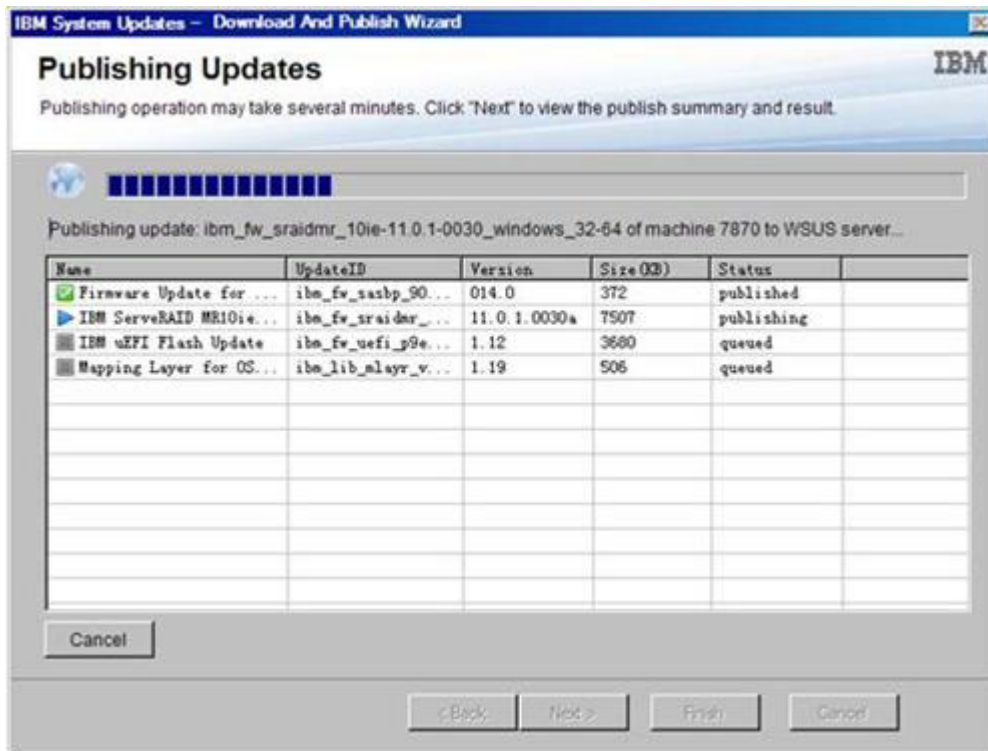 IBM System Updates – Download And Publish Wizard
Publishing Updates
IBM
Publishing operation may take several minutes. Click "Next" to view the publish summary and result.
Publishing update: ibm_fw_sraidmr_10ie-11.0.1-0030_windows_32-64 of machine 7870 to WSUS server...
Name UpdateID Version Size(KB) Status
Firmware Update for ... ibm_fw_sasbp_90... 014.0 372 published
IBM ServeRAID MR10ie... ibm_fw_sraidmr_... 11.0.1.0030a 7507 publishing
IBM uEFI Flash Update ibm_fw_uefi_p9e... 1.12 3680 queued
Mapping Layer for OS... ibm_lib_mlayr_v... 1.19 506 queued
Cancel
< Back Next > Finish Cancel